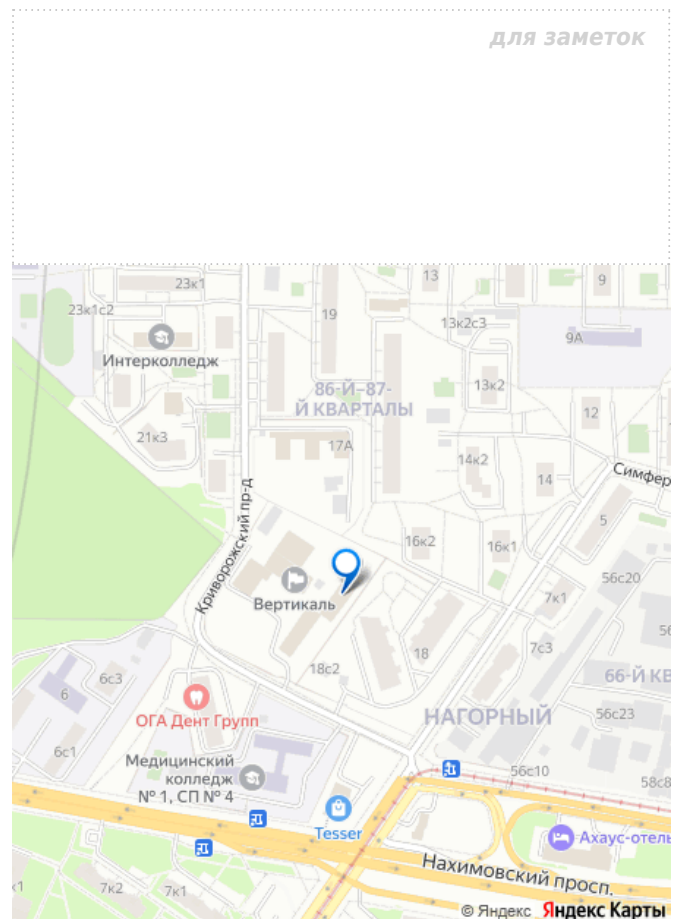 для заметок
23к1
13
9
23к1с2
19
13к2с3
9А
Интерколледж
86-Й-87-
Й КВАРТАЛЫ
13к2
12
21к3
17А
14к2
14
Симфер
5
Криворожский пр-д
16к2
16к1
56с20
Вертикаль
7к1
56
18
7с3
18с2
6с3
6
66-Й КВ
ОГА Дент Групп
НАГОРНЫЙ
56с23
6с1
Медицинский
колледж
№ 1, СП № 4
56с10
58с8
Tesser
Ахаус-отель
Нахимовский просп.
к1
7к2
7к1
© Яндекс Яндекс Карты